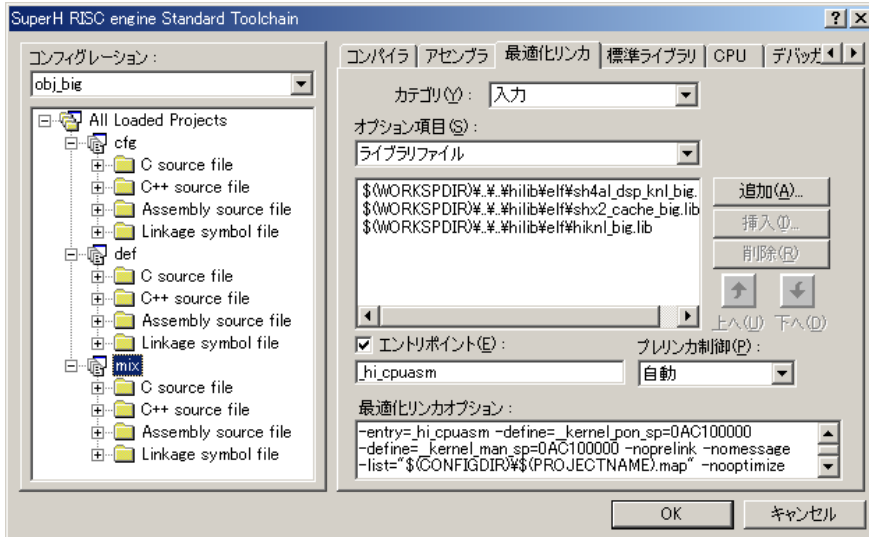 SuperH RISC engine Standard Toolchain
コンフィグレーション :
obj_big
All Loaded Projects
cfg
C source file
C++ source file
Assembly source file
Linkage symbol file
def
C source file
C++ source file
Assembly source file
Linkage symbol file
mix
C source file
C++ source file
Assembly source file
Linkage symbol file
コンパイラ アセンブラ 最適化リンカ 標準ライブラリ CPU デバッガ
カテゴリ(Y) : 入力
オプション項目(S) :
ライブラリファイル
$(WORKSPDIR)¥..¥..¥hilib¥elf¥sh4al_dsp_knl_big.
$(WORKSPDIR)¥..¥..¥hilib¥elf¥shx2_cache_big.lib
$(WORKSPDIR)¥..¥..¥hilib¥elf¥hiknl_big.lib
追加(A)...
挿入(I)...
削除(R)
上へ(U) 下へ(D)
エントリポイント(E) :
_hi_cpuasm
プレリンカ制御(P) :
自動
最適化リンカオプション :
-entry=_hi_cpuasm -define=__kernel_pon_sp=0AC100000
-define=__kernel_man_sp=0AC100000 -noprelink -nomessage
-list="$(CONFIGDIR)¥$(PROJECTNAME).map" -nooptimize
OK キャンセル